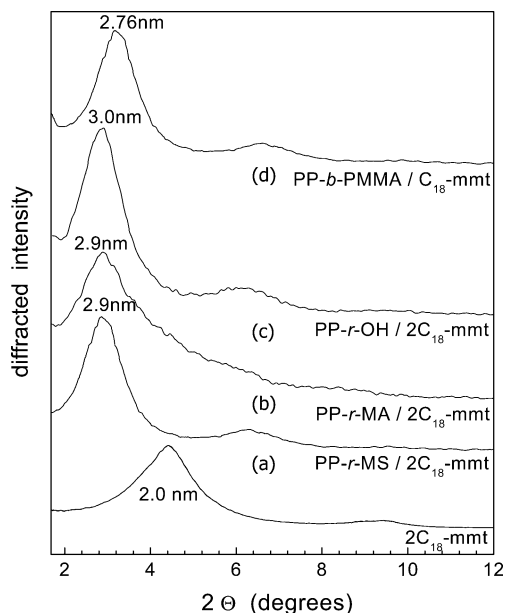 2.76nm
3.0nm
(d)
PP-b-PMMA / C18-mmt
2.9nm
(c)
PP-r-OH / 2C18-mmt
2.9nm
(b)
PP-r-MA / 2C18-mmt
(a)
PP-r-MS / 2C18-mmt
2.0 nm
2C18-mmt
diffracted intensity
2 4 6 8 10 12
2 Θ (degrees)